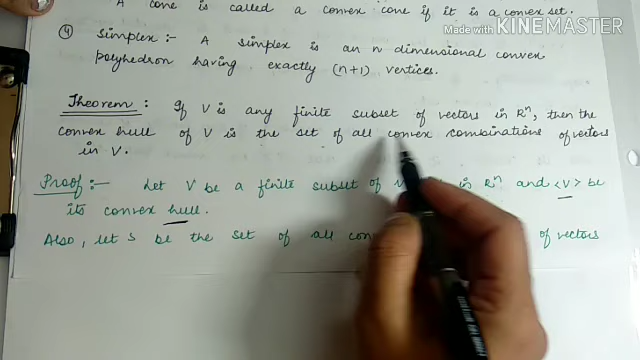 A cone is called a convex cone if it is a convex set.
Made with KINEMASTER
4 Simplex :- A simplex is an n dimensional convex
polyhedron having exactly (n+1) vertices.
Theorem : If V is any finite subset of vectors in Rⁿ, then the
convex hull of V is the set of all convex combinations of vectors
in V.
Proof :- Let V be a finite subset of in Rⁿ and <V> be
its convex hull.
Also, let S be the set of all of vectors